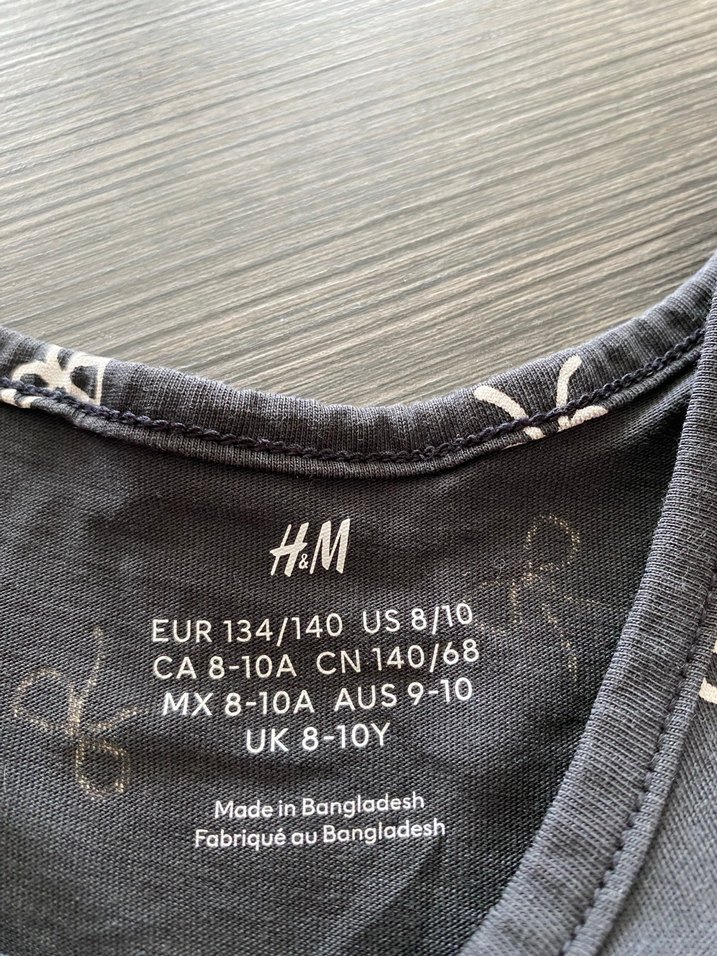 H&M
EUR 134/140 US 8/10
CA 8-10A CN 140/68
MX 8-10A AUS 9-10
UK 8-10Y
Made in Bangladesh
Fabriqué au Bangladesh